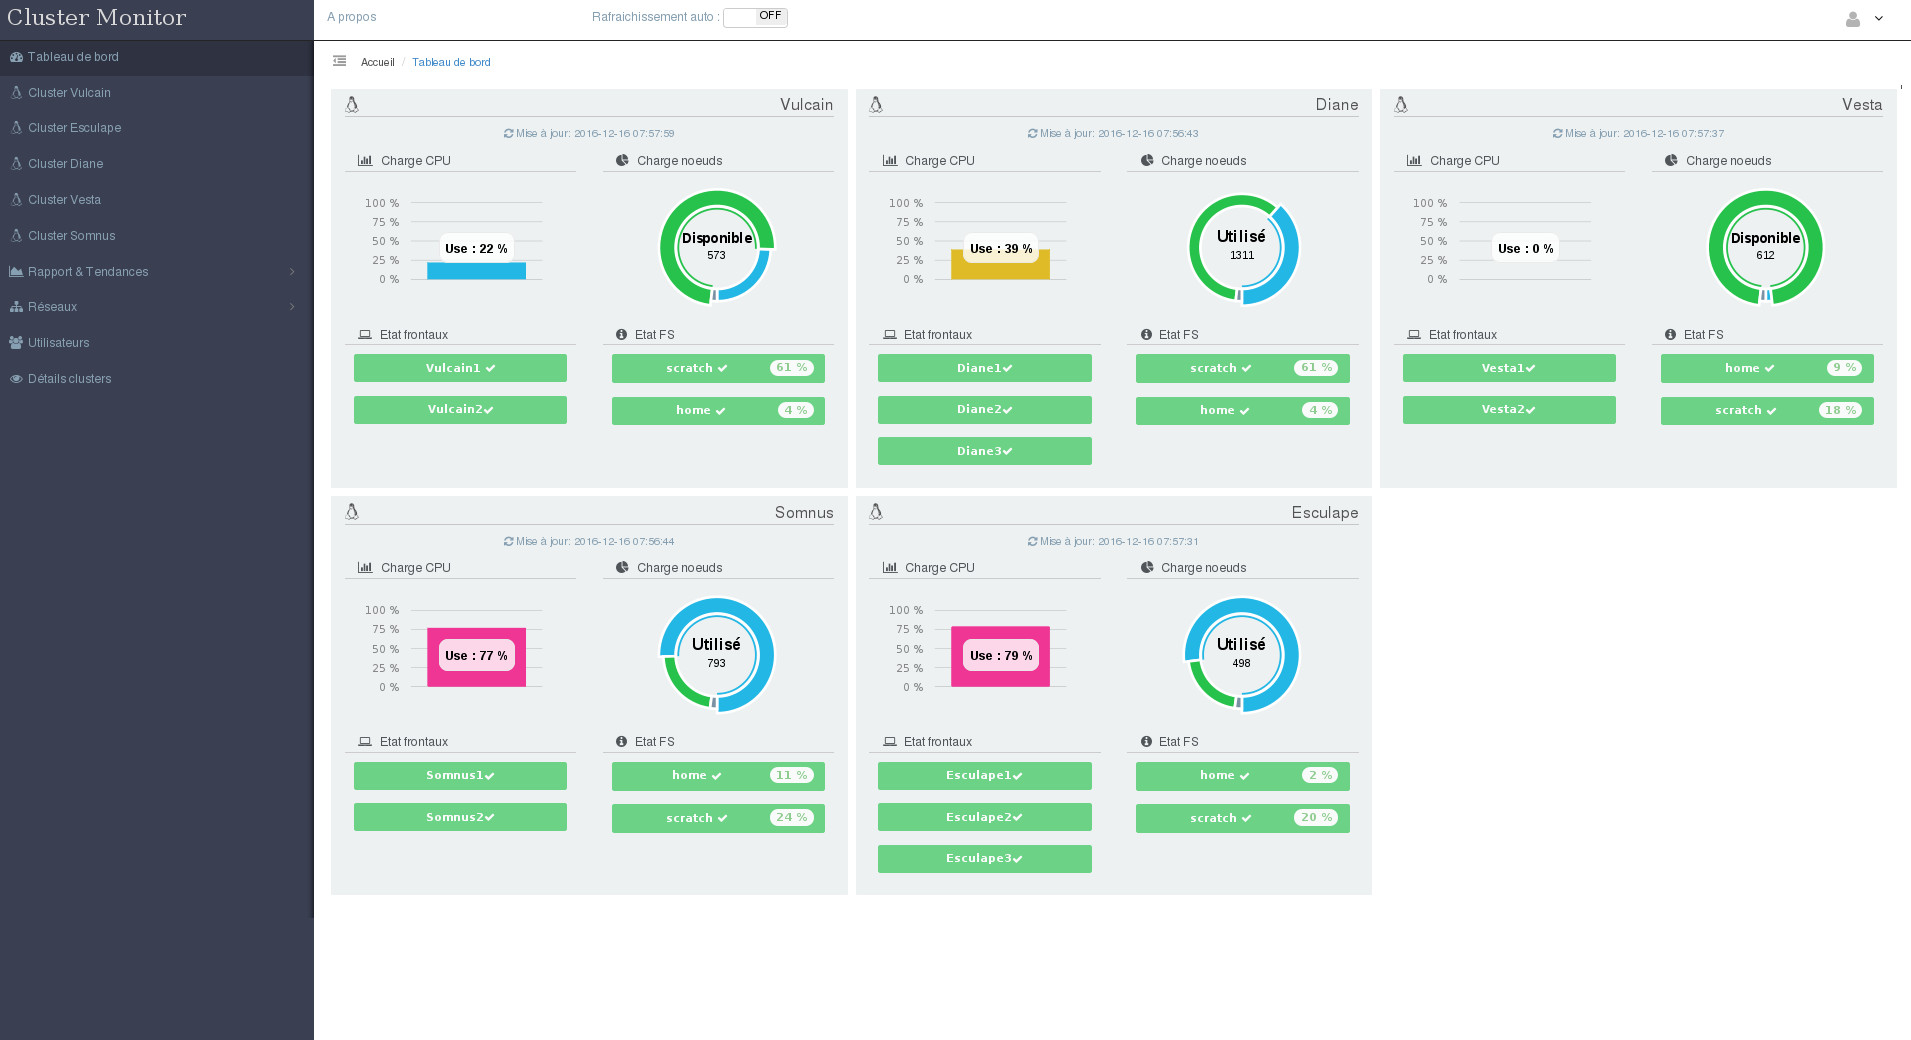 Cluster Monitor
A propos
Rafraichissement auto : OFF
Tableau de bord
Cluster Vulcain
Cluster Esculape
Cluster Diane
Cluster Vesta
Cluster Somnus
Rapport & Tendances
Réseaux
Utilisateurs
Détails clusters
Accueil / Tableau de bord
Vulcain
Mise à jour: 2016-12-16 07:57:59
Charge CPU
Charge noeuds
100 %
75 %
50 %
25 %
0 %
Use : 22 %
Disponible
573
Etat frontaux
Etat FS
Vulcain1
Vulcain2
scratch 61 %
home 4 %
Diane
Mise à jour: 2016-12-16 07:56:43
Charge CPU
Charge noeuds
100 %
75 %
50 %
25 %
0 %
Use : 39 %
Utilisé
1311
Etat frontaux
Etat FS
Diane1
Diane2
Diane3
scratch 61 %
home 4 %
Vesta
Mise à jour: 2016-12-16 07:57:37
Charge CPU
Charge noeuds
100 %
75 %
50 %
25 %
0 %
Use : 0 %
Disponible
612
Etat frontaux
Etat FS
Vesta1
Vesta2
home 9 %
scratch 18 %
Somnus
Mise à jour: 2016-12-16 07:56:44
Charge CPU
Charge noeuds
100 %
75 %
50 %
25 %
0 %
Use : 77 %
Utilisé
793
Etat frontaux
Etat FS
Somnus1
Somnus2
home 11 %
scratch 24 %
Esculape
Mise à jour: 2016-12-16 07:57:31
Charge CPU
Charge noeuds
100 %
75 %
50 %
25 %
0 %
Use : 79 %
Utilisé
498
Etat frontaux
Etat FS
Esculape1
Esculape2
Esculape3
home 2 %
scratch 20 %